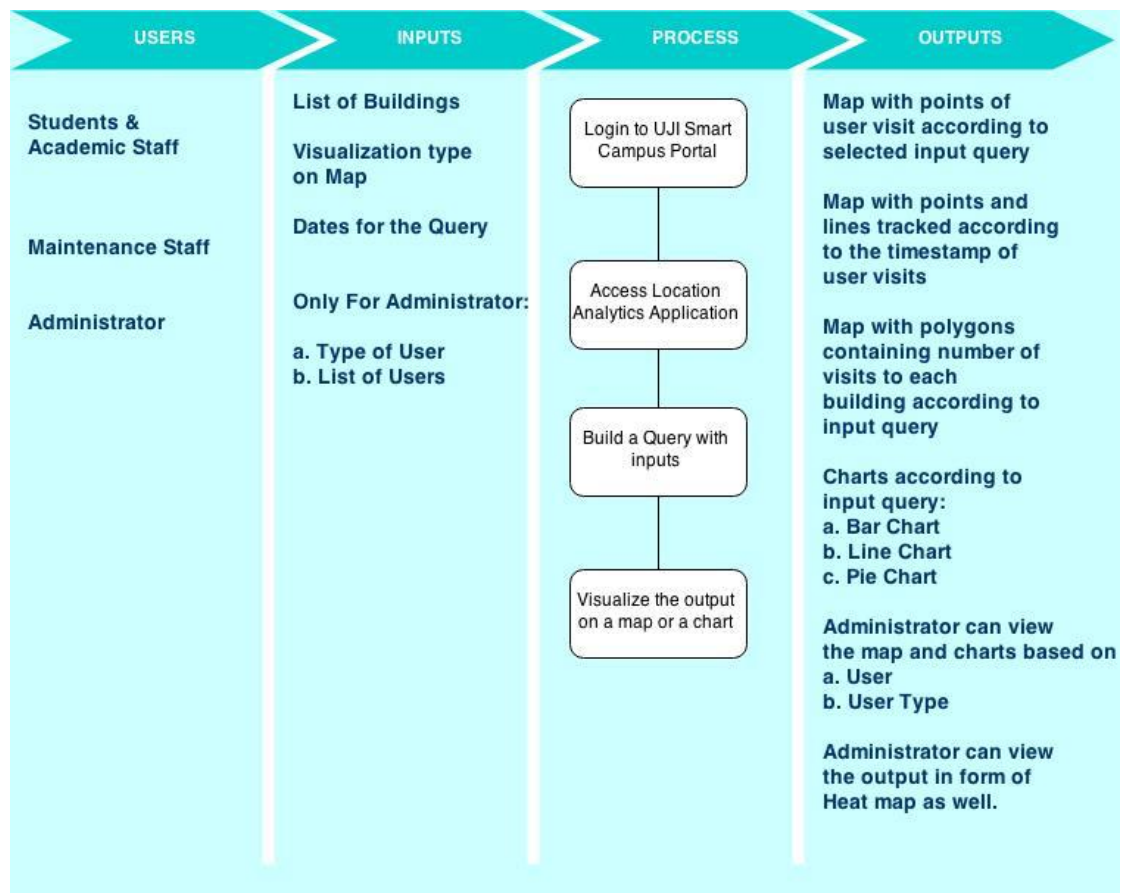 USERS
INPUTS
PROCESS
OUTPUTS
Students &
Academic Staff
Maintenance Staff
Administrator
List of Buildings
Visualization type
on Map
Dates for the Query
Only For Administrator:
a. Type of User
b. List of Users
Login to UJI Smart
Campus Portal
Access Location
Analytics Application
Build a Query with
inputs
Visualize the output
on a map or a chart
Map with points of
user visit according to
selected input query
Map with points and
lines tracked according
to the timestamp of
user visits
Map with polygons
containing number of
visits to each
building according to
input query
Charts according to
input query:
a. Bar Chart
b. Line Chart
c. Pie Chart
Administrator can view
the map and charts based on
a. User
b. User Type
Administrator can view
the output in form of
Heat map as well.